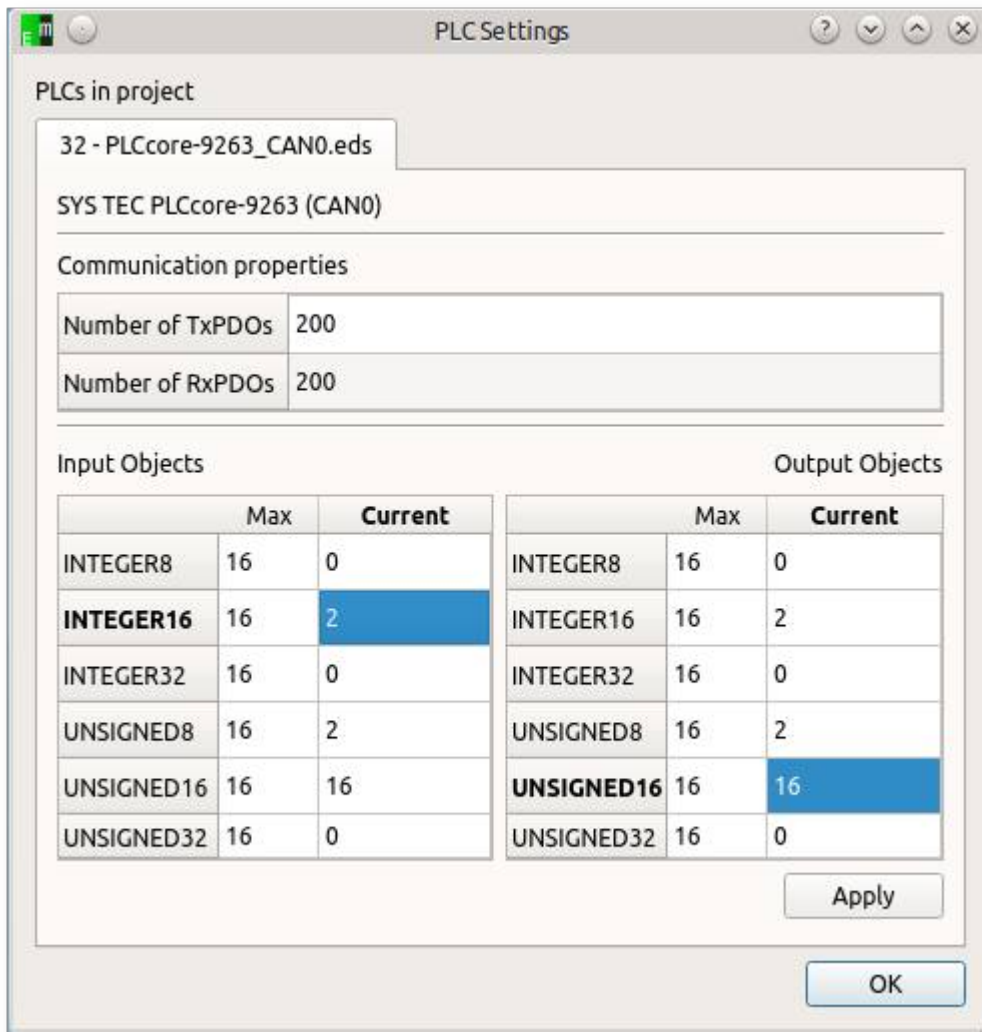 E m PLC Settings ?
PLCs in project
32 - PLCcore-9263_CAN0.eds
SYS TEC PLCcore-9263 (CAN0)
Communication properties
Number of TxPDOs 200
Number of RxPDOs 200
Input Objects Output Objects
Max Current Max Current
INTEGER8 16 0 INTEGER8 16 0
INTEGER16 16 2 INTEGER16 16 2
INTEGER32 16 0 INTEGER32 16 0
UNSIGNED8 16 2 UNSIGNED8 16 2
UNSIGNED16 16 16 UNSIGNED16 16 16
UNSIGNED32 16 0 UNSIGNED32 16 0
Apply
OK